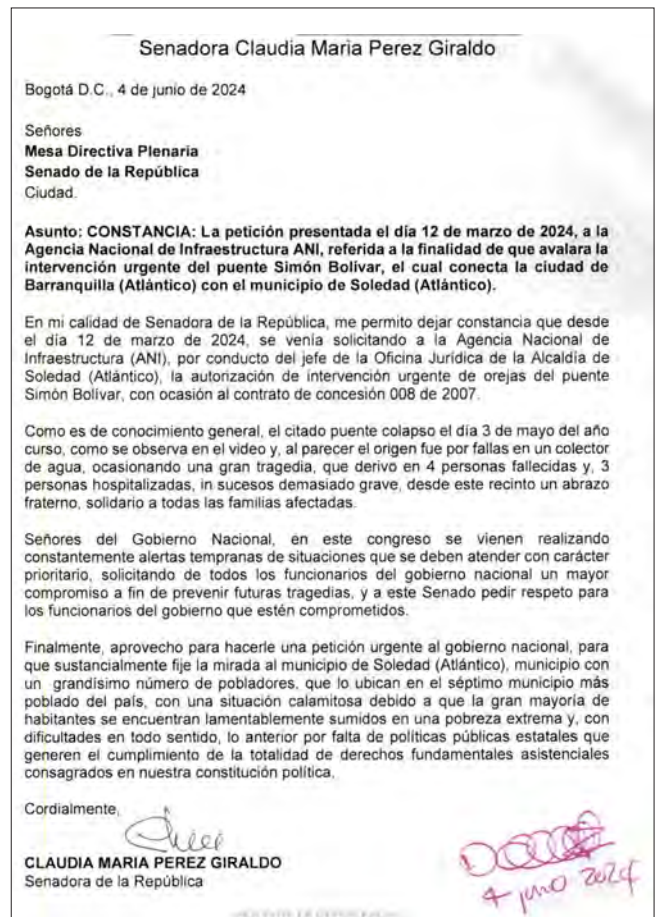 Senadora Claudia Maria Perez Giraldo
Bogotá D.C., 4 de junio de 2024
Señores
Mesa Directiva Plenaria
Senado de la República
Ciudad.
Asunto: CONSTANCIA: La petición presentada el día 12 de marzo de 2024, a la
Agencia Nacional de Infraestructura ANI, referida a la finalidad de que avalara la
intervención urgente del puente Simón Bolívar, el cual conecta la ciudad de
Barranquilla (Atlántico) con el municipio de Soledad (Atlántico).
En mi calidad de Senadora de la República, me permito dejar constancia que desde
el día 12 de marzo de 2024, se venía solicitando a la Agencia Nacional de
Infraestructura (ANI), por conducto del jefe de la Oficina Jurídica de la Alcaldía de
Soledad (Atlántico), la autorización de intervención urgente de orejas del puente
Simón Bolívar, con ocasión al contrato de concesión 008 de 2007.
Como es de conocimiento general, el citado puente colapso el día 3 de mayo del año
curso, como se observa en el video y, al parecer el origen fue por fallas en un colector
de agua, ocasionando una gran tragedia, que derivo en 4 personas fallecidas y, 3
personas hospitalizadas, in sucesos demasiado grave, desde este recinto un abrazo
fraterno, solidario a todas las familias afectadas.
Señores del Gobierno Nacional, en este congreso se vienen realizando
constantemente alertas tempranas de situaciones que se deben atender con carácter
prioritario, solicitando de todos los funcionarios del gobierno nacional un mayor
compromiso a fin de prevenir futuras tragedias, y a este Senado pedir respeto para
los funcionarios del gobierno que estén comprometidos.
Finalmente, aprovecho para hacerle una petición urgente al gobierno nacional, para
que sustancialmente fije la mirada al municipio de Soledad (Atlántico), municipio con
un grandísimo número de pobladores, que lo ubican en el séptimo municipio más
poblado del país, con una situación calamitosa debido a que la gran mayoría de
habitantes se encuentran lamentablemente sumidos en una pobreza extrema y, con
dificultades en todo sentido, lo anterior por falta de políticas públicas estatales que
generen el cumplimiento de la totalidad de derechos fundamentales asistenciales
consagrados en nuestra constitución política.
Cordialmente,
CLAUDIA MARIA PEREZ GIRALDO
Senadora de la República
4 junio 2024